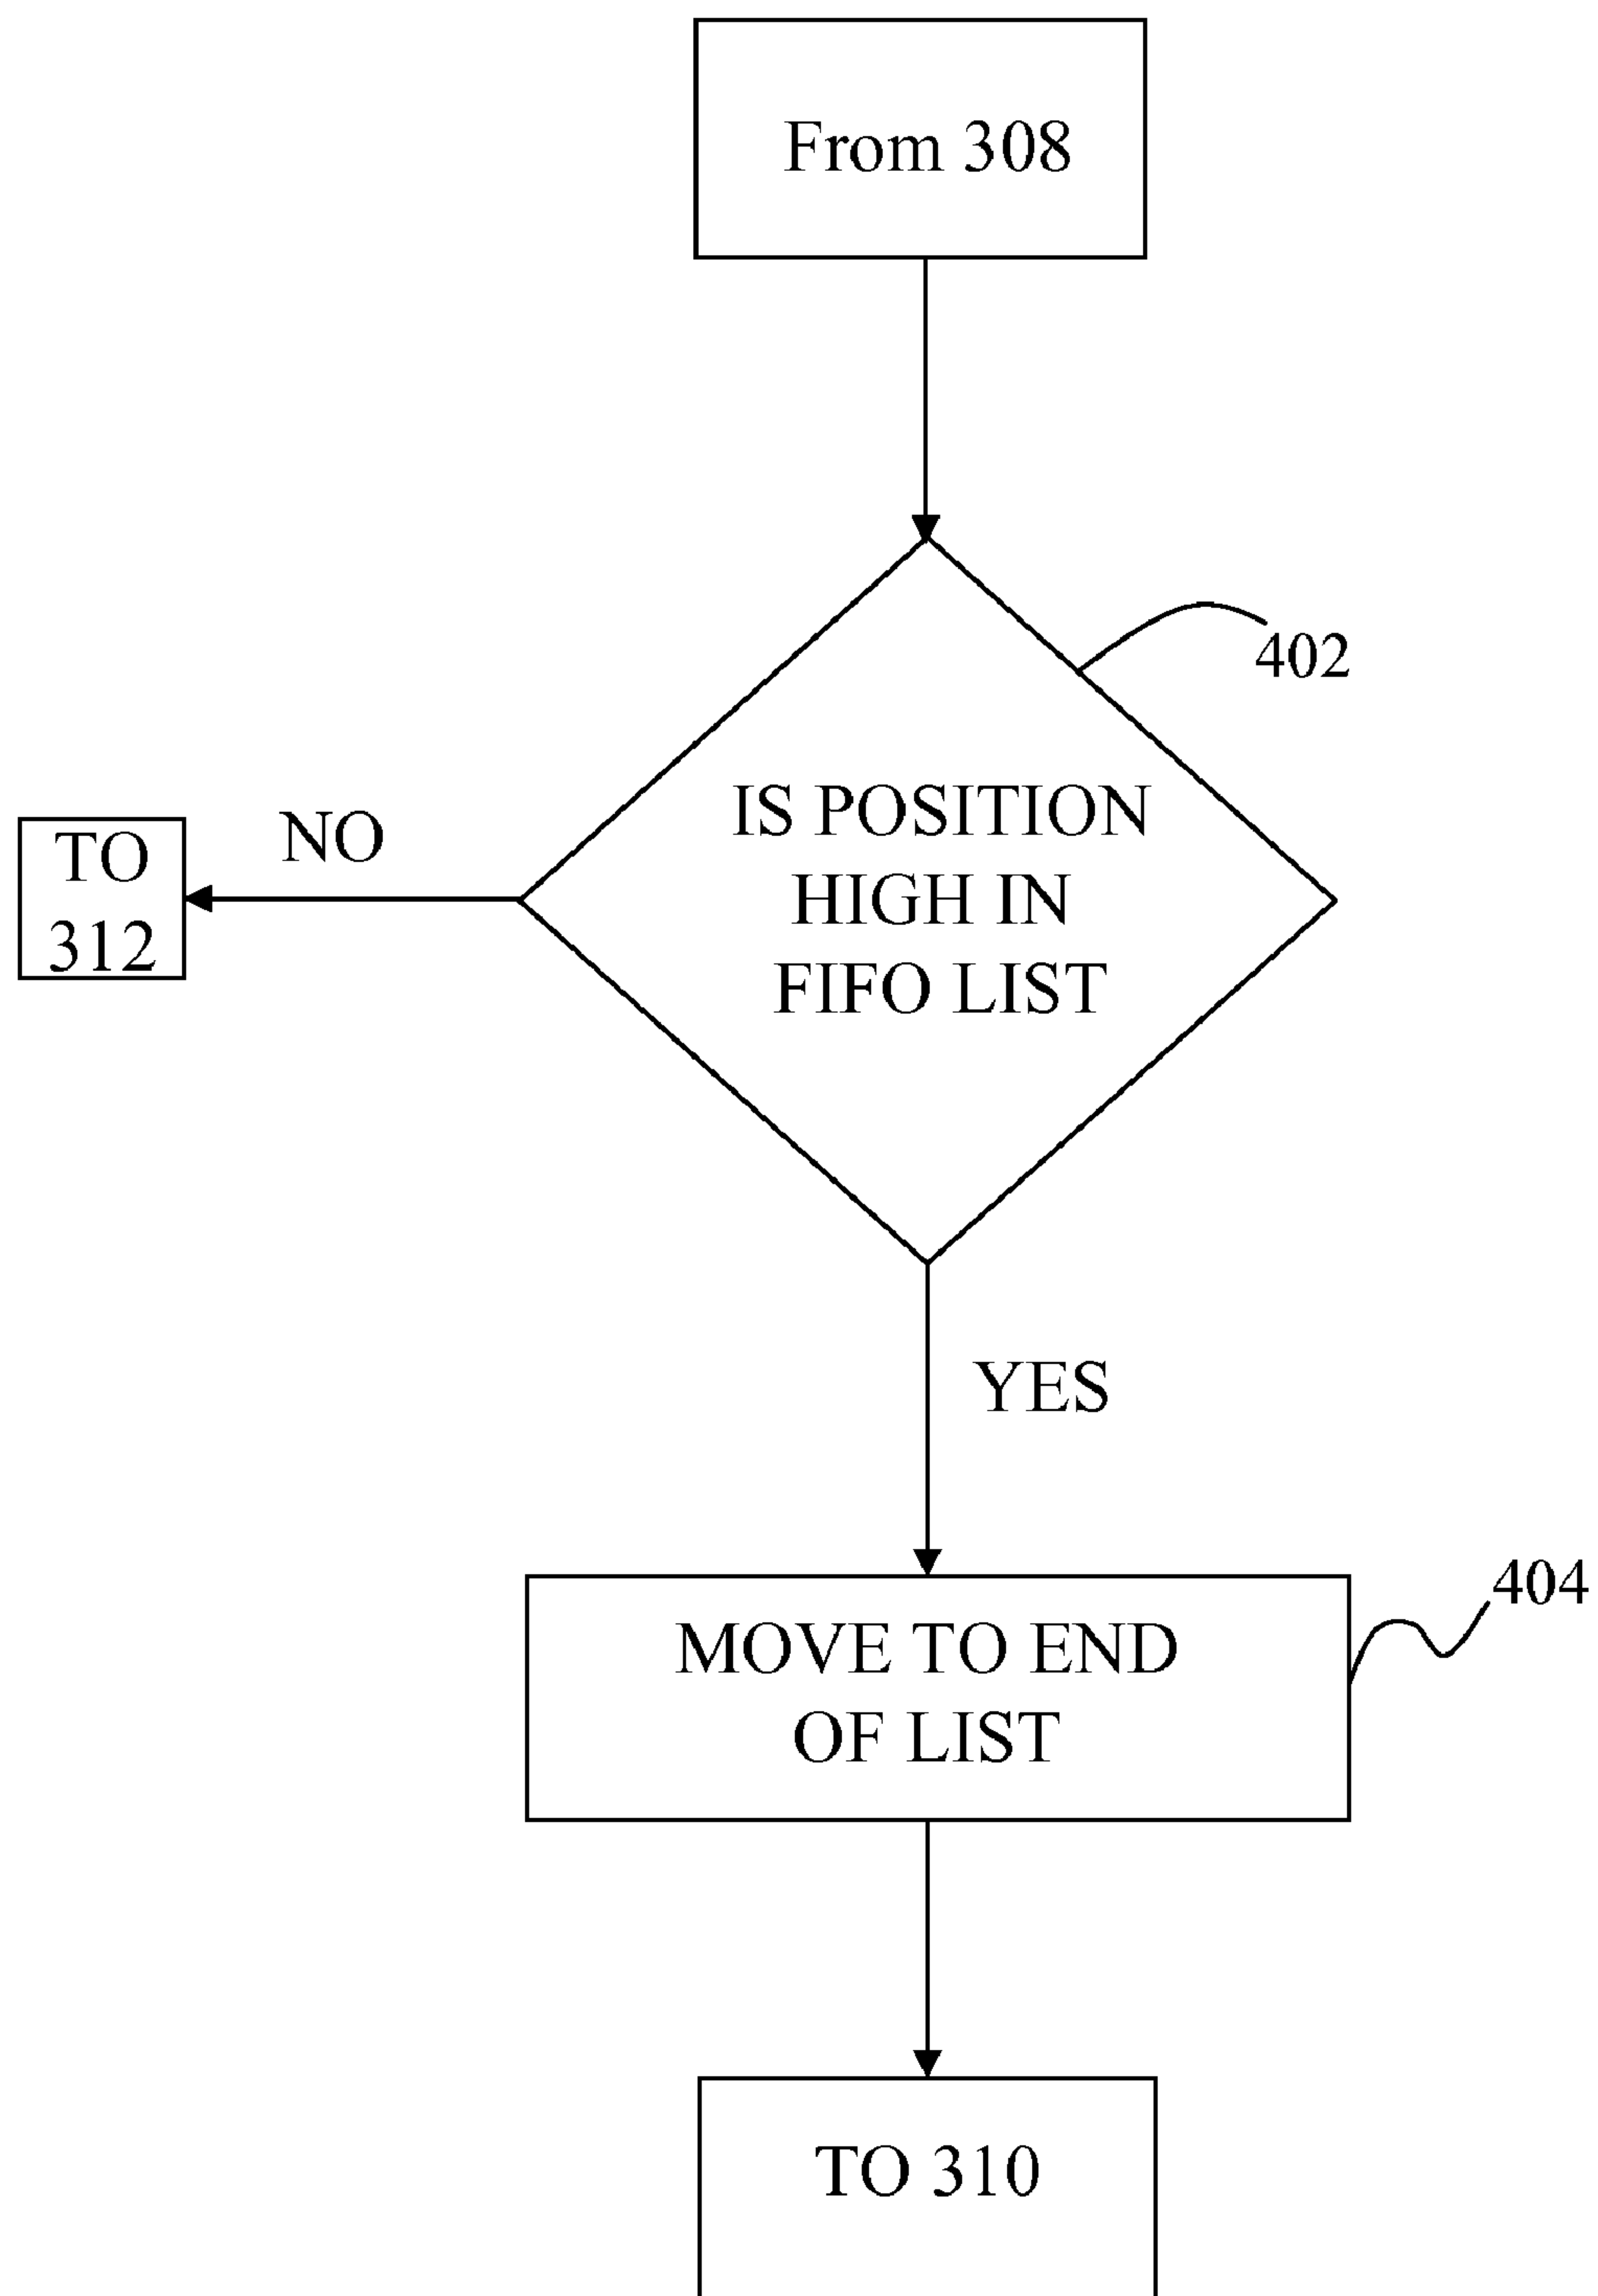 From 308
402
IS POSITION
HIGH IN
FIFO LIST
NO
TO
312
YES
404
MOVE TO END
OF LIST
TO 310